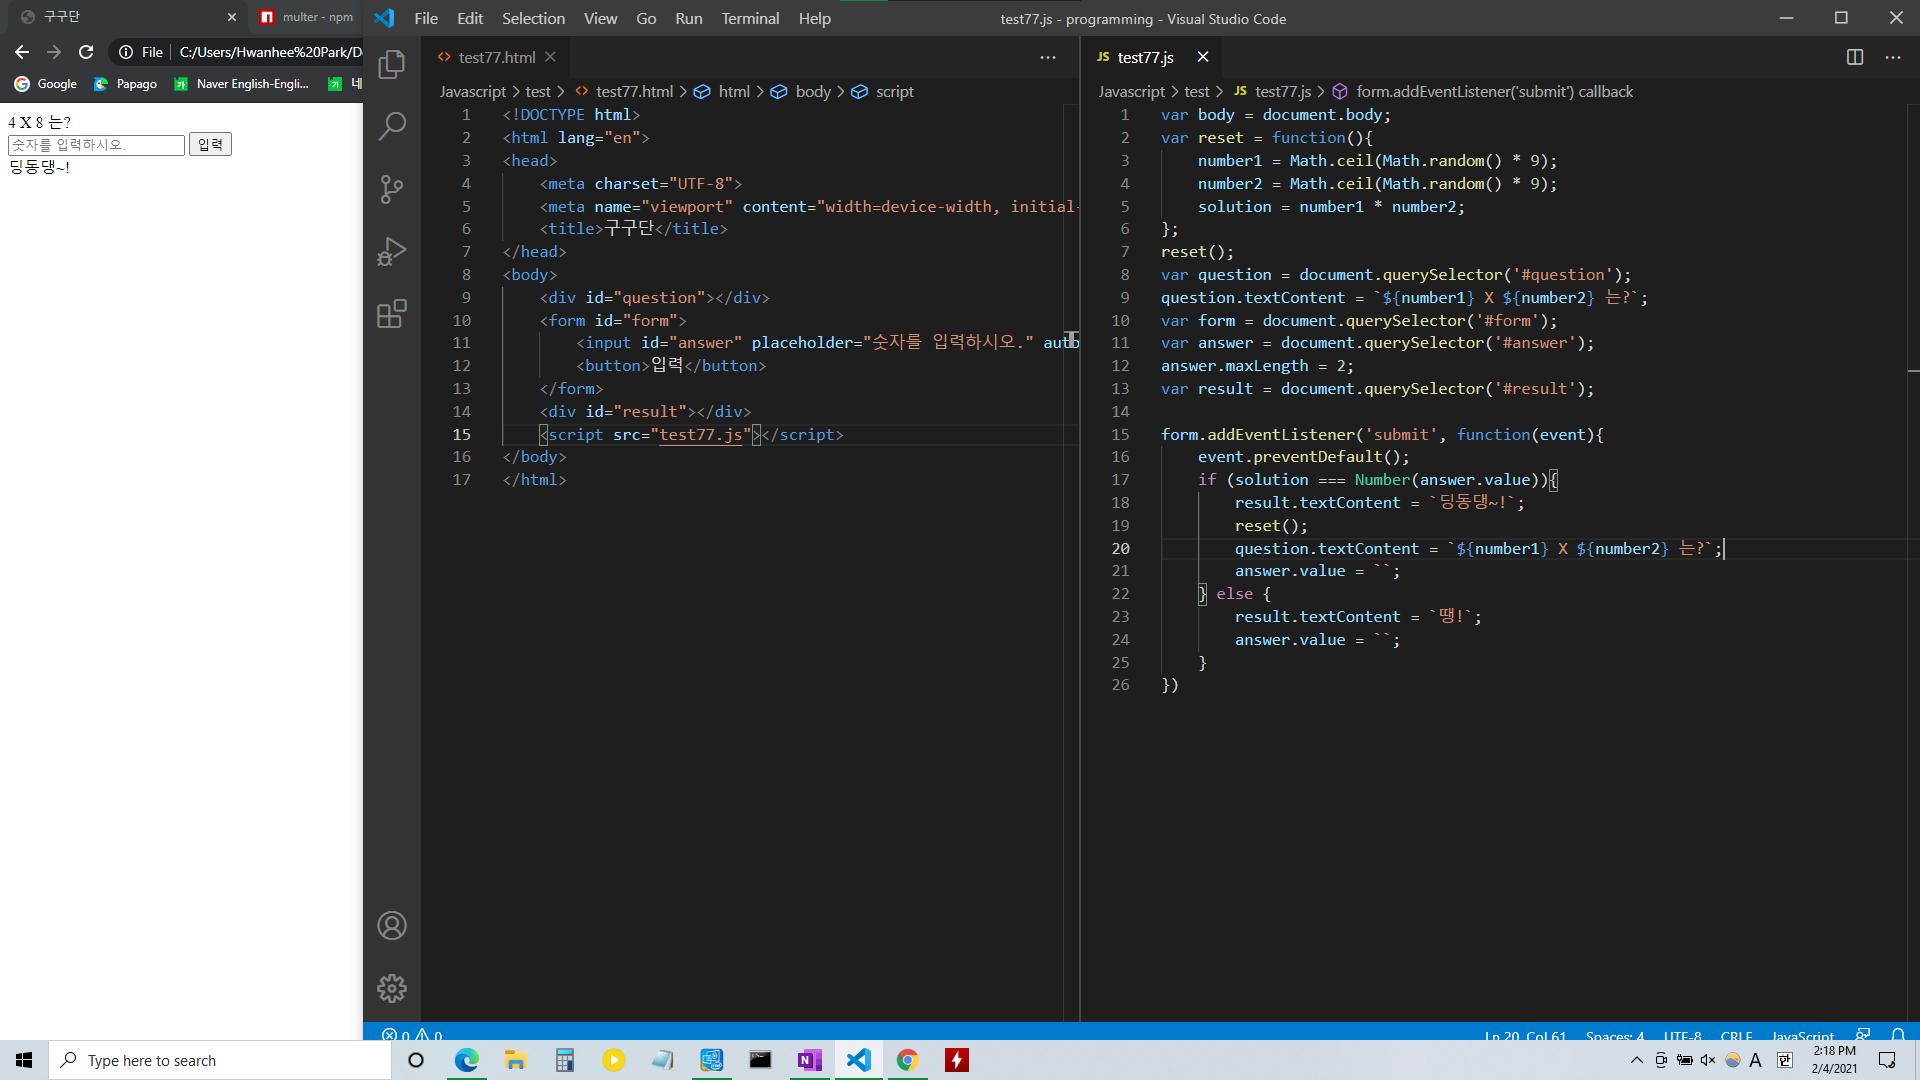 구구단
multer - npm
File C:/Users/Hwanhee%20Park/D
Google Papago Naver English-Engli... 네
4 X 8 는?
숫자를 입력하시오. 입력
딩동댕~!
File Edit Selection View Go Run Terminal Help
test77.js - programming - Visual Studio Code
test77.html
Javascript > test > test77.html > html > body > script
1 <!DOCTYPE html>
2 <html lang="en">
3 <head>
4 <meta charset="UTF-8">
5 <meta name="viewport" content="width=device-width, initial-
6 <title>구구단</title>
7 </head>
8 <body>
9 <div id="question"></div>
10 <form id="form">
11 <input id="answer" placeholder="숫자를 입력하시오." auto
12 <button>입력</button>
13 </form>
14 <div id="result"></div>
15 <script src="test77.js"></script>
16 </body>
17 </html>
JS test77.js
Javascript > test > JS test77.js > form.addEventListener('submit') callback
1 var body = document.body;
2 var reset = function(){
3 number1 = Math.ceil(Math.random() * 9);
4 number2 = Math.ceil(Math.random() * 9);
5 solution = number1 * number2;
6 };
7 reset();
8 var question = document.querySelector('#question');
9 question.textContent = `${number1} X ${number2} 는?`;
10 var form = document.querySelector('#form');
11 var answer = document.querySelector('#answer');
12 answer.maxLength = 2;
13 var result = document.querySelector('#result');
14
15 form.addEventListener('submit', function(event){
16 event.preventDefault();
17 if (solution === Number(answer.value)){
18 result.textContent = `딩동댕~!`;
19 reset();
20 question.textContent = `${number1} X ${number2} 는?`;
21 answer.value = ``;
22 } else {
23 result.textContent = `땡!`;
24 answer.value = ``;
25 }
26 })
0 0
Ln 20, Col 61 Spaces: 4 UTF-8 CRLF JavaScript
Type here to search
A 한
2:18 PM
2/4/2021